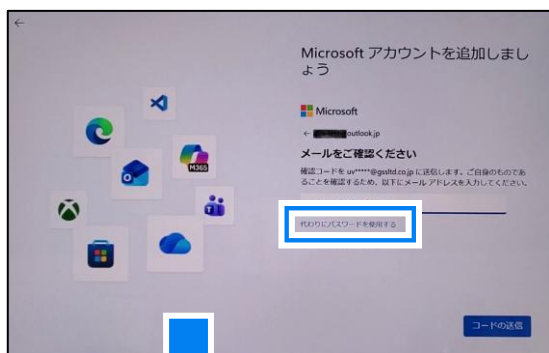 ←
Microsoft アカウントを追加しまし
ょう
Microsoft
← outlook.jp
メールをご確認ください
確認コードを uv*****@gssltd.co.jp に送信します。ご自身のものであ
ることを確認するため、以下にメール アドレスを入力してください。
代わりにパスワードを使用する
M365
コードの送信